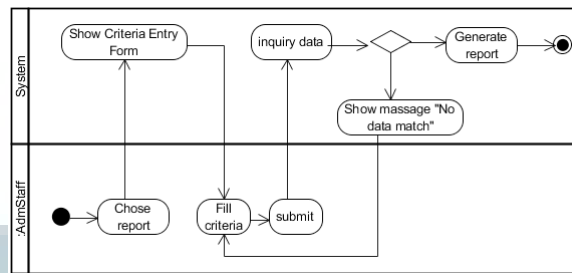 System
Show Criteria Entry
Form
inquiry data
Generate
report
Show massage "No
data match"
:AdmStaff
Chose
report
Fill
criteria
submit